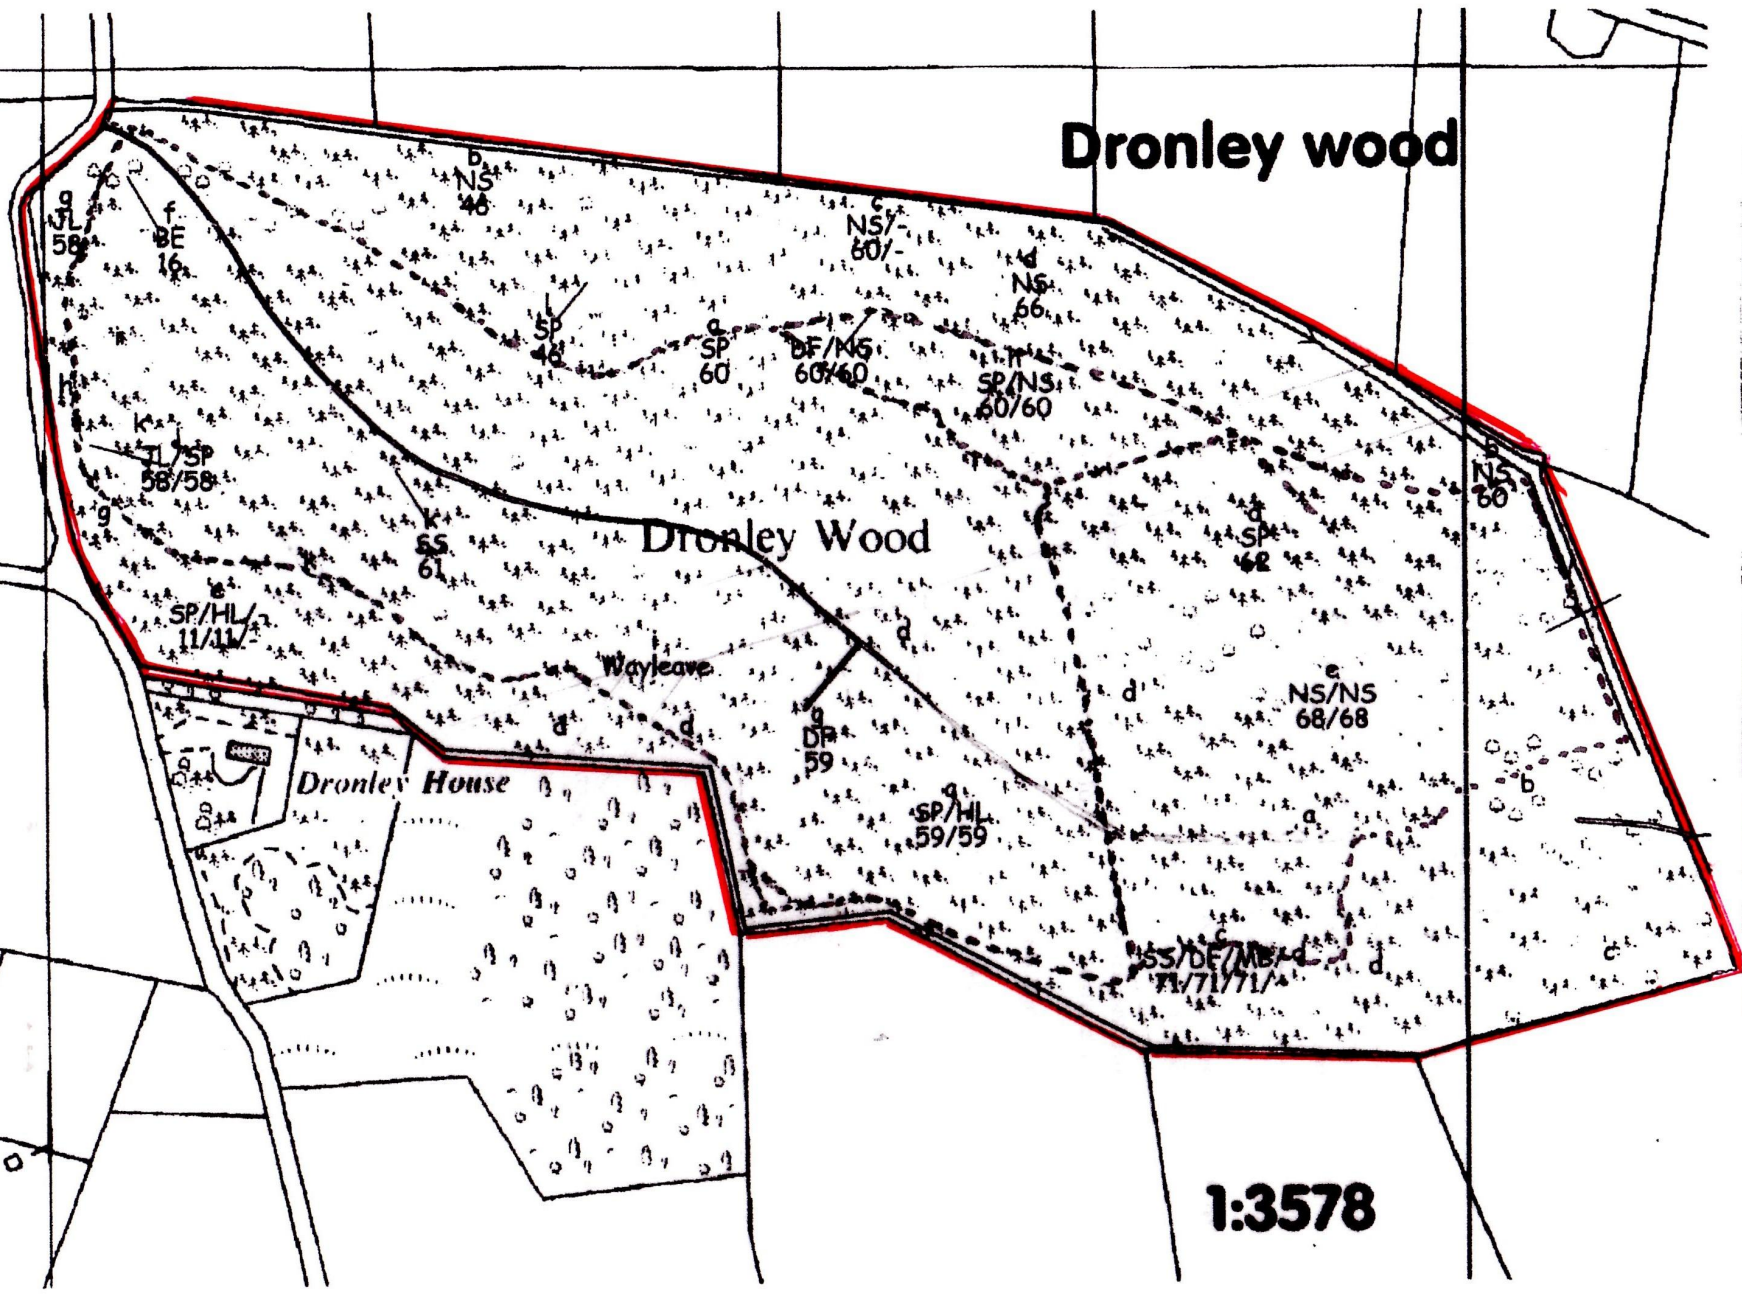 Dronley wood
b
NS
46
c
NS/-
60/-
d
NS
66
g
JL
58
f
BE
16
l
SP
46
a
SP
60
DF/NS
60/60
h
SP/NS
60/60
b
NS
60
h
k
j
JL/SP
58/58
g
k
SS
61
Dronley Wood
d
SP
e
SP/HL/-
11/11/-
Wayleave
d
d
d
d
e
NS/NS
68/68
g
DF
59
Dronley House
g
SP/HL
59/59
b
a
c
SS/DF/MB/-
71/71/71/-
d
d
c
1:3578